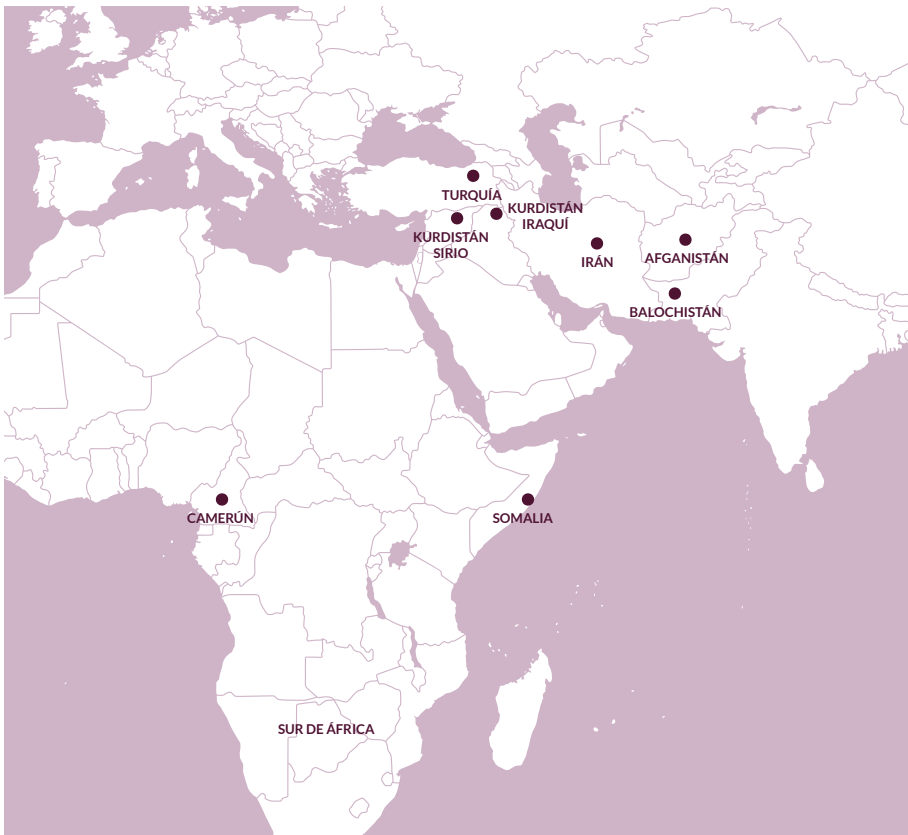 TURQUÍA
KURDISTÁN
IRAQUÍ
KURDISTÁN
SIRIO
IRÁN
AFGANISTÁN
BALOCHISTÁN
CAMERÚN
SOMALIA
SUR DE ÁFRICA